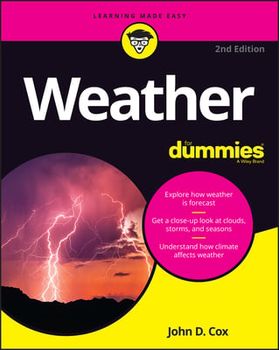 LEARNING MADE EASY
2nd Edition
Weather
for
dummies
A Wiley Brand
Explore how weather
is forecast
Get a close-up look at clouds,
storms, and seasons
Understand how climate
affects weather
John D. Cox